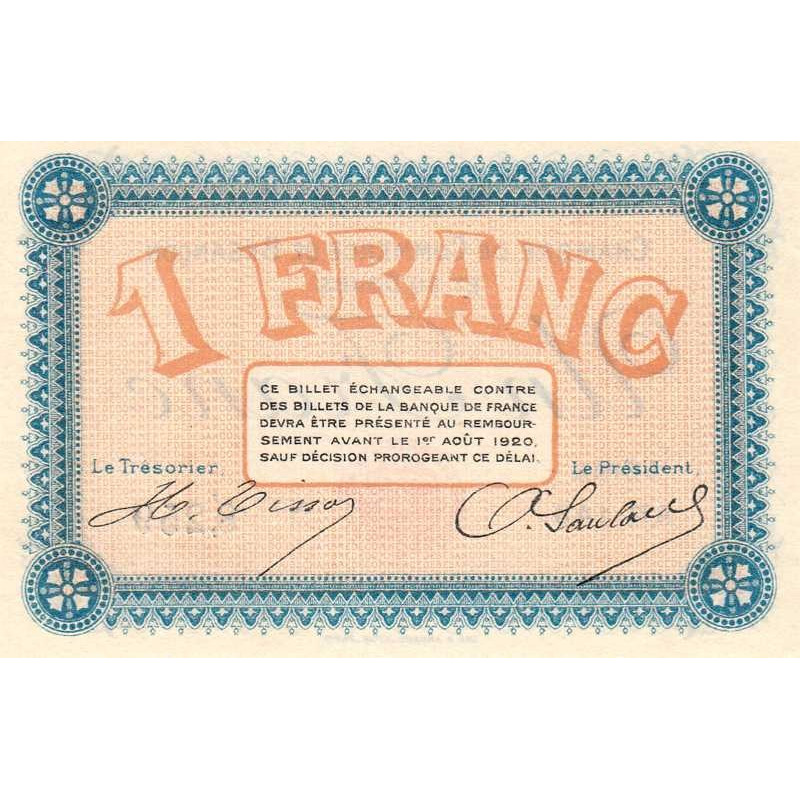 1 FRANC
CE BILLET ÉCHANGEABLE CONTRE
DES BILLETS DE LA BANQUE DE FRANCE
DEVRA ÊTRE PRÉSENTÉ AU REMBOUR-
SEMENT AVANT LE 1er AOÛT 1920,
SAUF DÉCISION PROROGEANT CE DÉLAI.
Le Trésorier,
Le Président,
H. Tissot